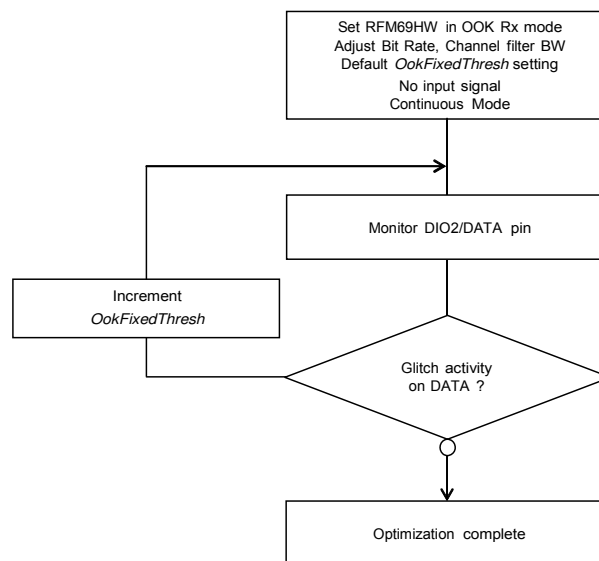 Set RFM69HW in OOK Rx mode
Adjust Bit Rate, Channel filter BW
Default OokFixedThresh setting
No input signal
Continuous Mode
Monitor DIO2/DATA pin
Increment
OokFixedThresh
Glitch activity
on DATA ?
Optimization complete